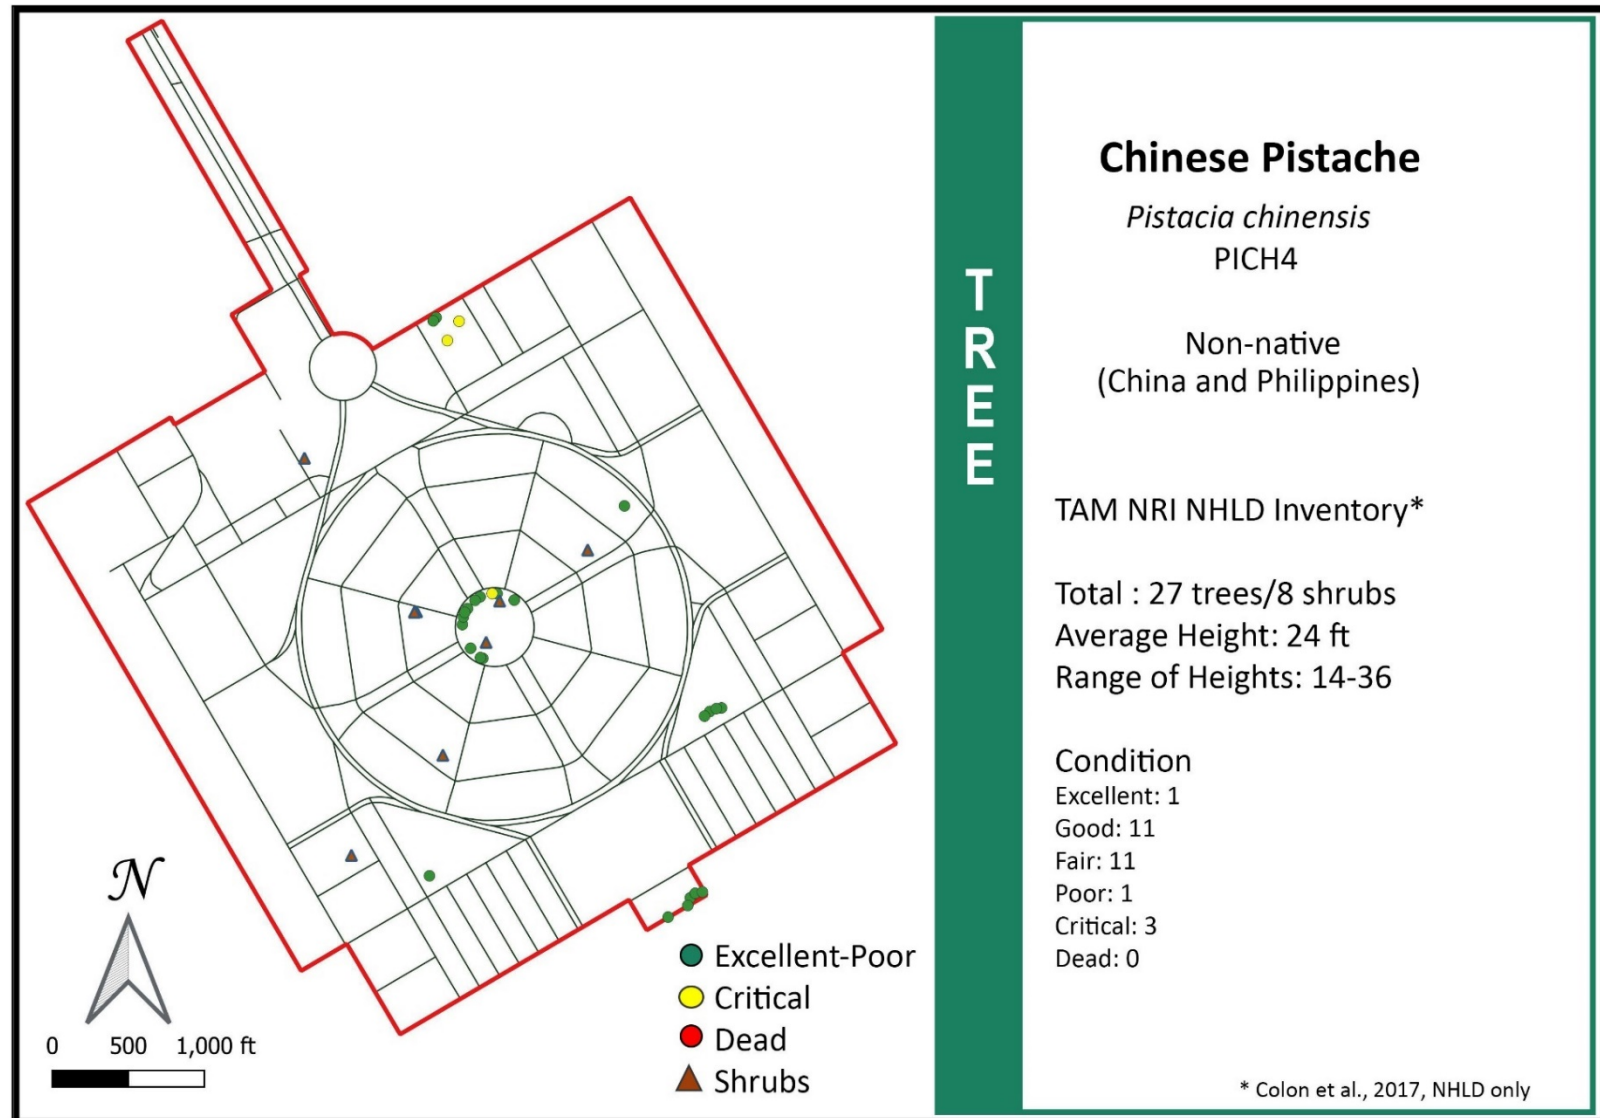 N
0 500 1,000 ft
Excellent-Poor
Critical
Dead
Shrubs
TREE
Chinese Pistache
Pistacia chinensis
PICH4
Non-native
(China and Philippines)
TAM NRI NHLD Inventory*
Total : 27 trees/8 shrubs
Average Height: 24 ft
Range of Heights: 14-36
Condition
Excellent: 1
Good: 11
Fair: 11
Poor: 1
Critical: 3
Dead: 0
* Colon et al., 2017, NHLD only